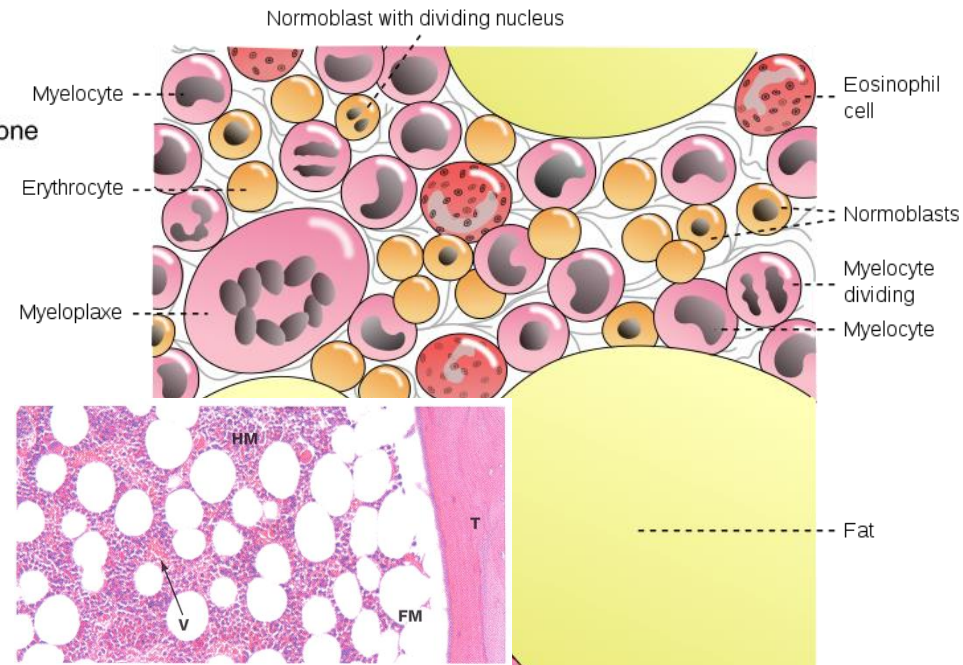 Normoblast with dividing nucleus
Myelocyte
Eosinophil
cell
one
Erythrocyte
Normoblasts
Myelocyte
dividing
Myeloplaxe
Myelocyte
HM
T
Fat
FM
V